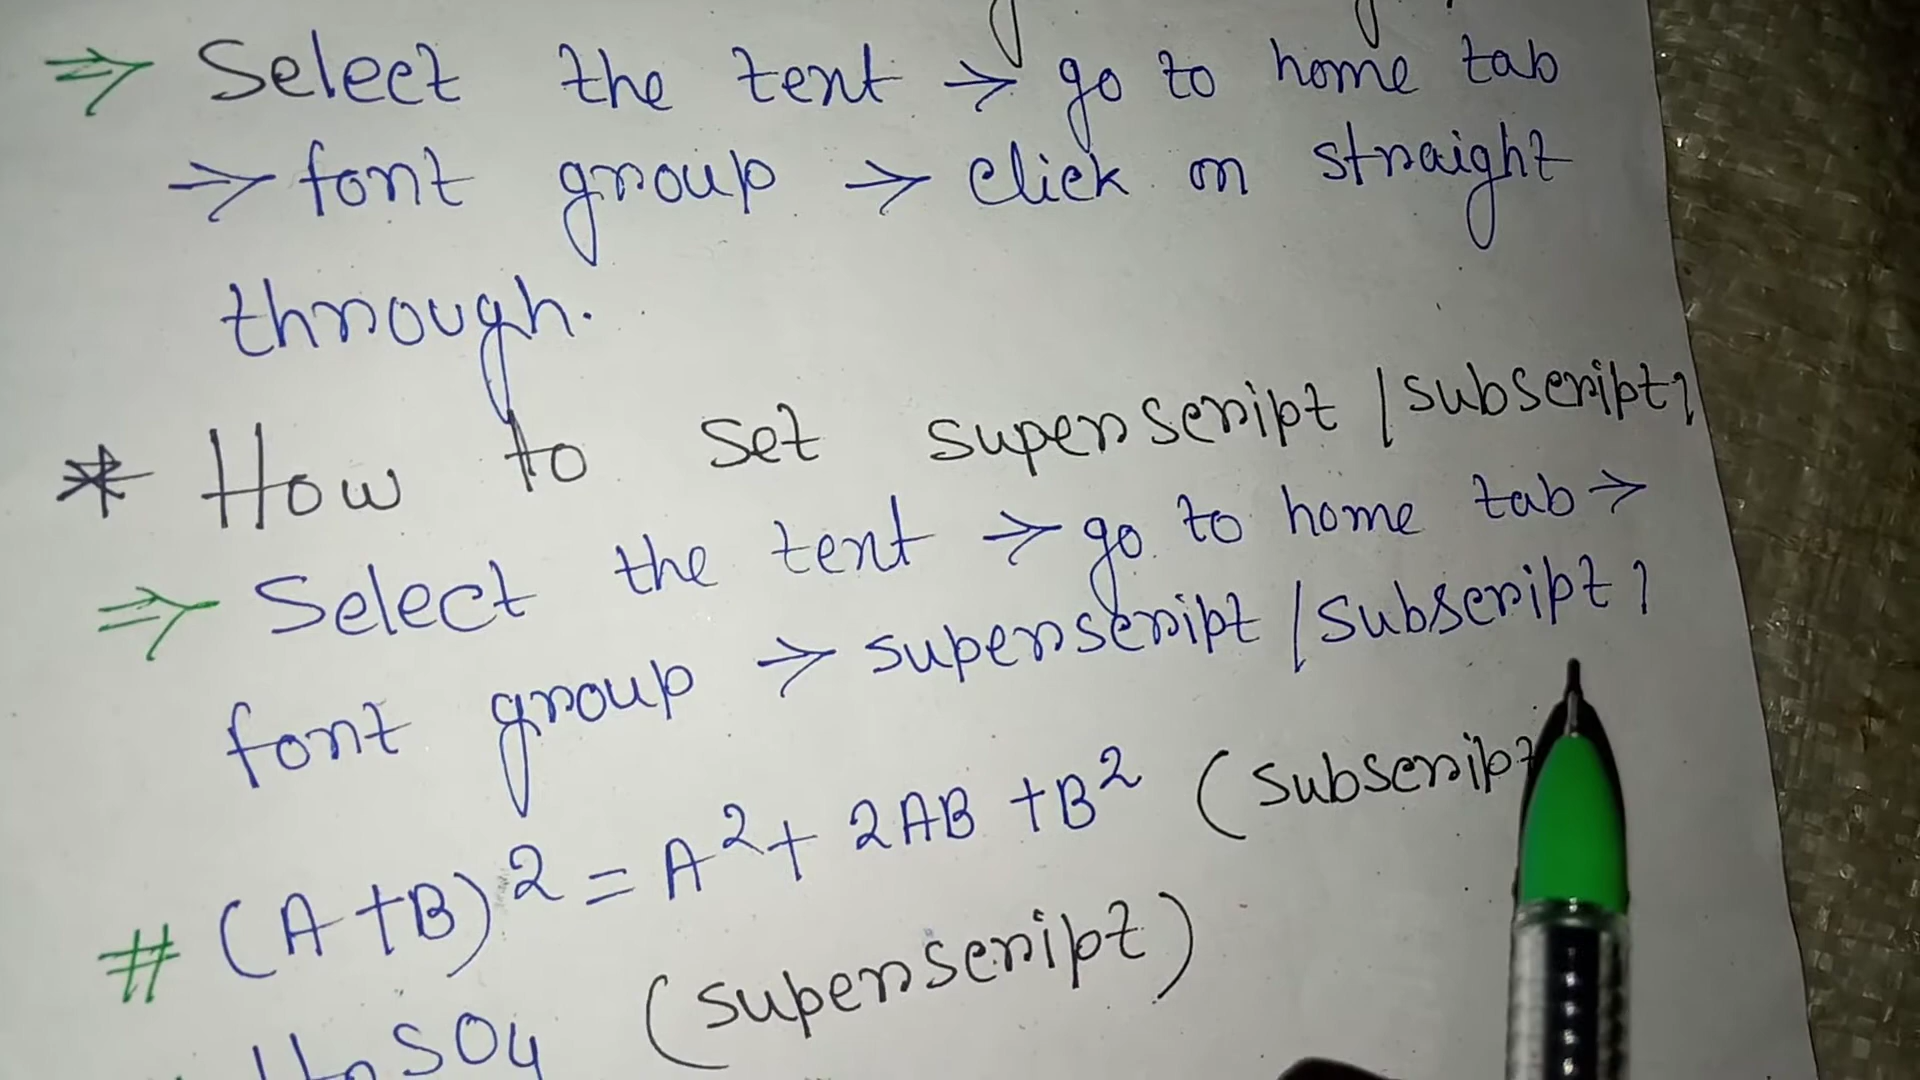 ⇒ Select the text → go to home tab
→ font group → click on straight
through.
* How to set superscript / subscript?
⇒ Select the text → go to home tab →
font group → superscript / subscript?
# (A+B)² = A² + 2AB + B² (subscript
H₂SO₄ (superscript)